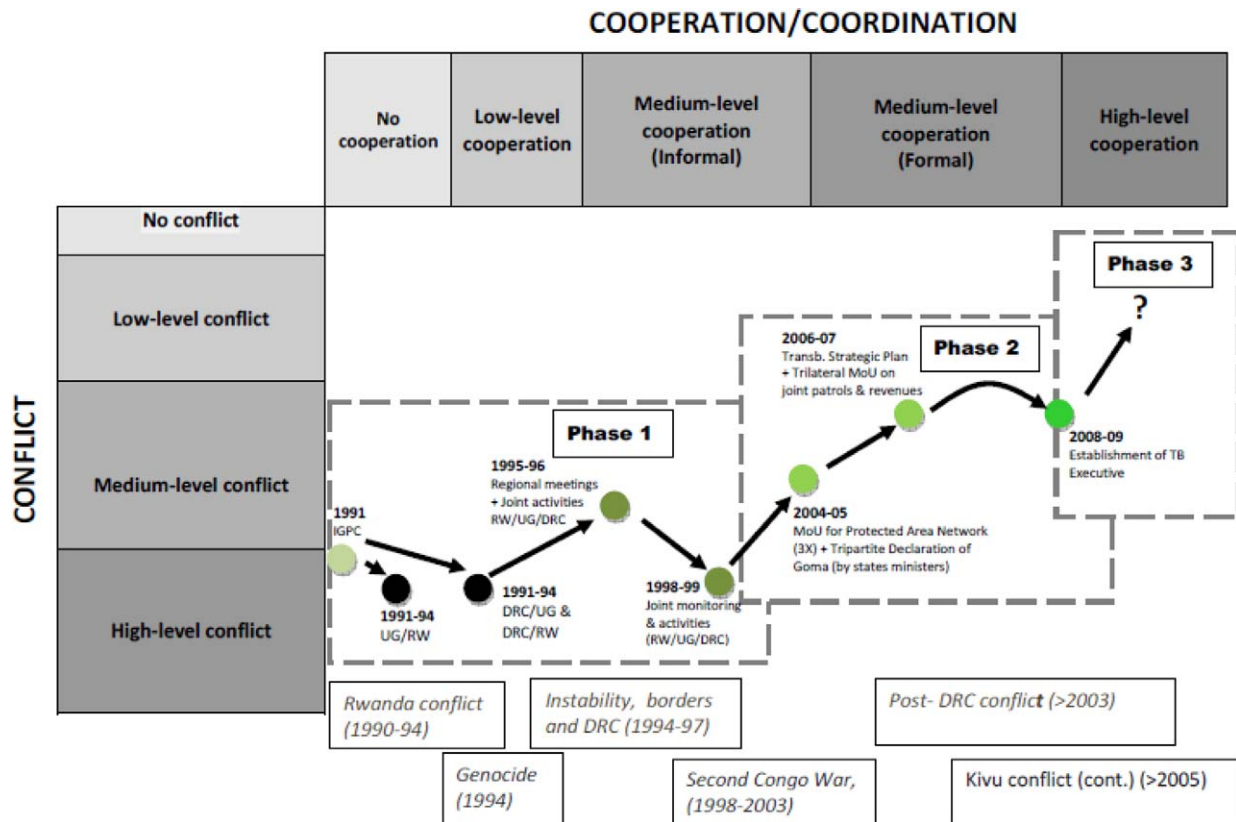 COOPERATION/COORDINATION
No
cooperation
Low-level
cooperation
Medium-level
cooperation
(Informal)
Medium-level
cooperation
(Formal)
High-level
cooperation
CONFLICT
No conflict
Low-level conflict
Medium-level conflict
High-level conflict
Phase 1
1991
IGPC
1991-94
UG/RW
1991-94
DRC/UG &
DRC/RW
1995-96
Regional meetings
+ Joint activities
RW/UG/DRC
1998-99
Joint monitoring
& activities
(RW/UG/DRC)
Phase 2
2004-05
MoU for Protected Area Network
(3X) + Tripartite Declaration of
Goma (by states ministers)
2006-07
Transb. Strategic Plan
+ Trilateral MoU on
joint patrols & revenues
Phase 3
?
2008-09
Establishment of TB
Executive
Rwanda conflict
(1990-94)
Genocide
(1994)
Instability, borders
and DRC (1994-97)
Second Congo War,
(1998-2003)
Post- DRC conflict (>2003)
Kivu conflict (cont.) (>2005)